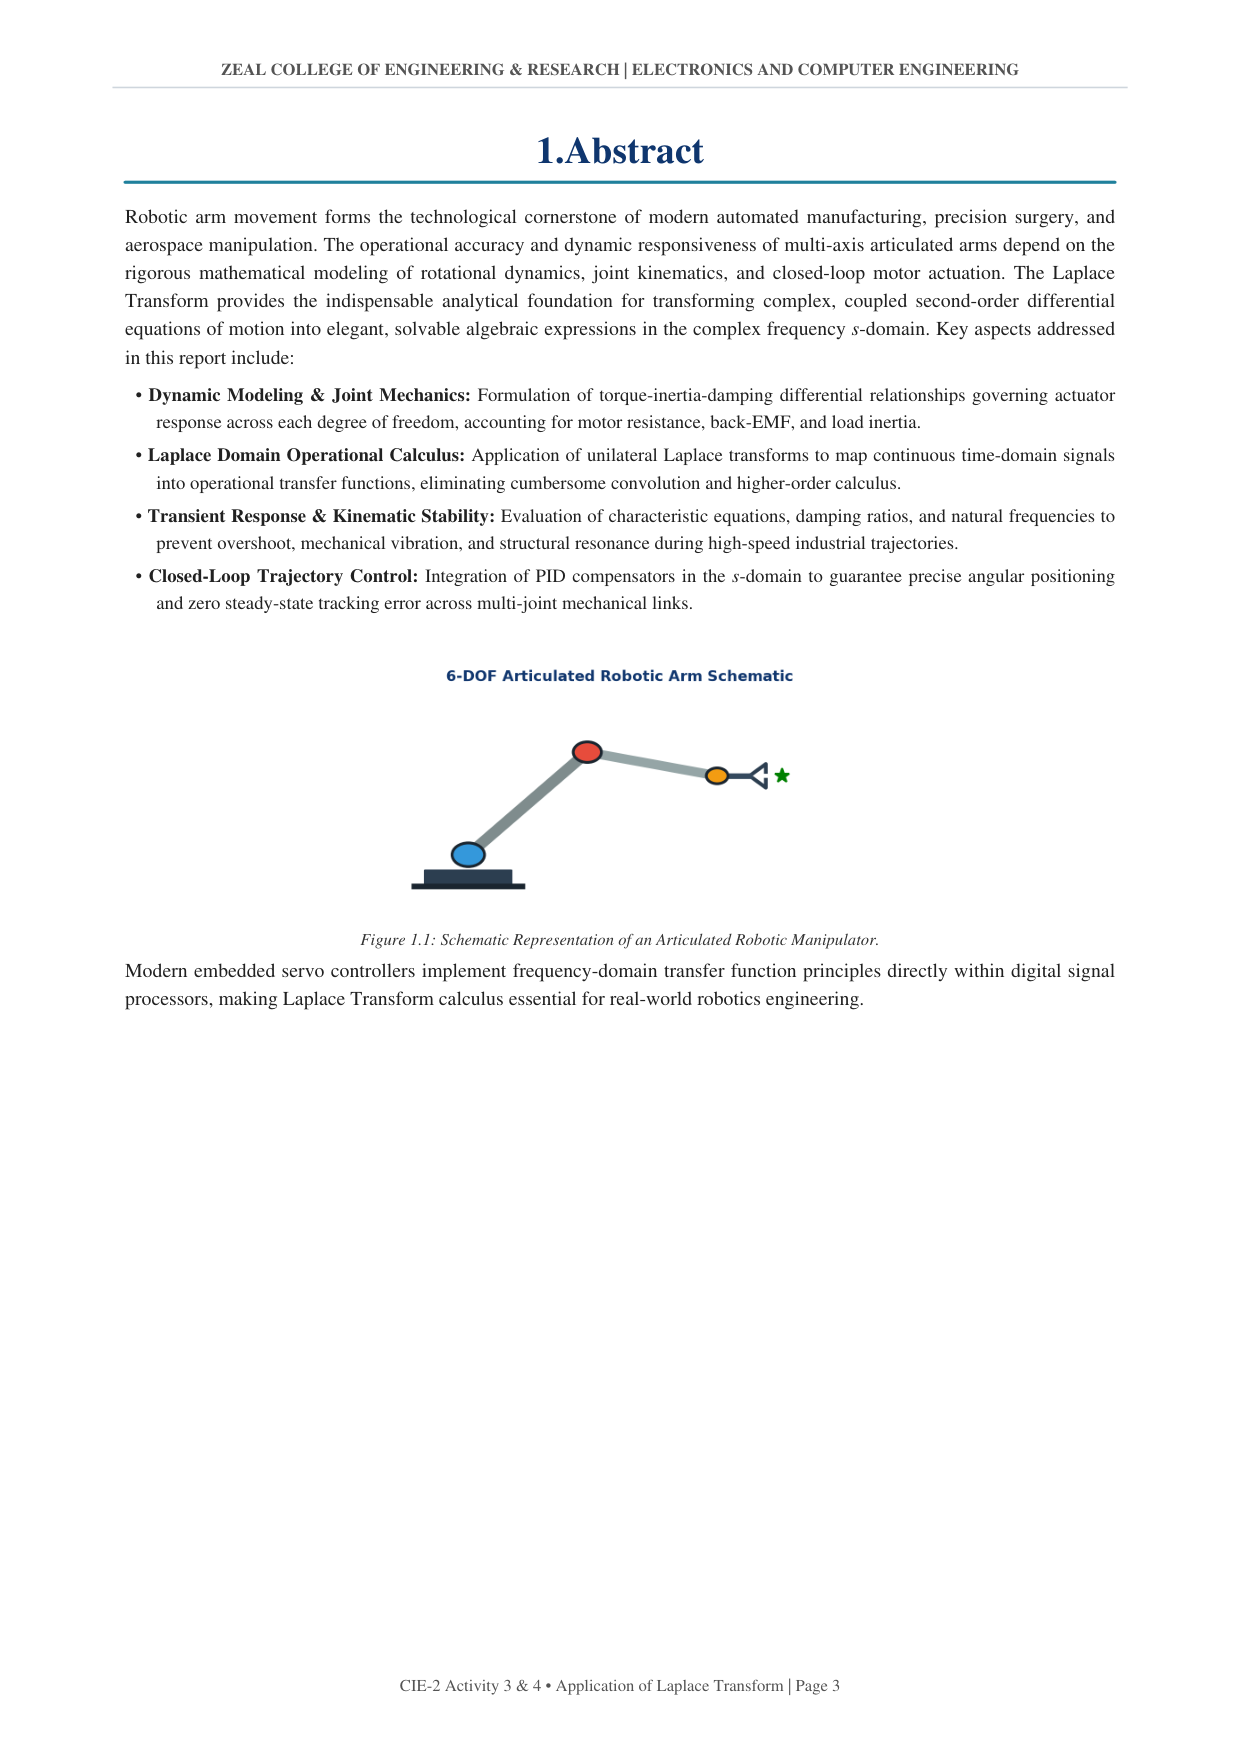 ZEAL COLLEGE OF ENGINEERING & RESEARCH | ELECTRONICS AND COMPUTER ENGINEERING
1.Abstract
Robotic arm movement forms the technological cornerstone of modern automated manufacturing, precision surgery, and
aerospace manipulation. The operational accuracy and dynamic responsiveness of multi-axis articulated arms depend on the
rigorous mathematical modeling of rotational dynamics, joint kinematics, and closed-loop motor actuation. The Laplace
Transform provides the indispensable analytical foundation for transforming complex, coupled second-order differential
equations of motion into elegant, solvable algebraic expressions in the complex frequency s-domain. Key aspects addressed
in this report include:
• Dynamic Modeling & Joint Mechanics: Formulation of torque-inertia-damping differential relationships governing actuator
response across each degree of freedom, accounting for motor resistance, back-EMF, and load inertia.
• Laplace Domain Operational Calculus: Application of unilateral Laplace transforms to map continuous time-domain signals
into operational transfer functions, eliminating cumbersome convolution and higher-order calculus.
• Transient Response & Kinematic Stability: Evaluation of characteristic equations, damping ratios, and natural frequencies to
prevent overshoot, mechanical vibration, and structural resonance during high-speed industrial trajectories.
• Closed-Loop Trajectory Control: Integration of PID compensators in the s-domain to guarantee precise angular positioning
and zero steady-state tracking error across multi-joint mechanical links.
6-DOF Articulated Robotic Arm Schematic
Figure 1.1: Schematic Representation of an Articulated Robotic Manipulator.
Modern embedded servo controllers implement frequency-domain transfer function principles directly within digital signal
processors, making Laplace Transform calculus essential for real-world robotics engineering.
CIE-2 Activity 3 & 4 • Application of Laplace Transform | Page 3